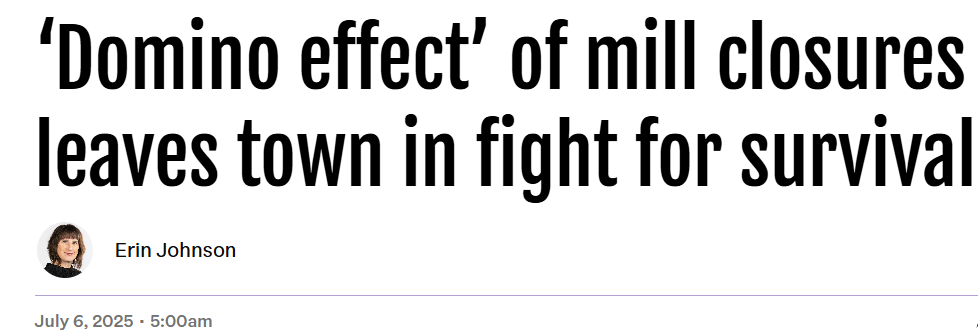 ‘Domino effect’ of mill closures
leaves town in fight for survival
Erin Johnson
July 6, 2025 · 5:00am